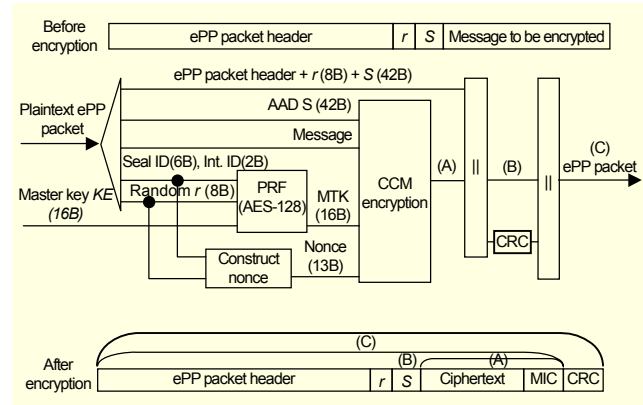 Before
encryption
ePP packet header
r
S
Message to be encrypted
ePP packet header + r (8B) + S (42B)
Plaintext ePP
packet
AAD S (42B)
Message
Seal ID(6B), Int. ID(2B)
Random r (8B)
Master key KE
(16B)
PRF
(AES-128)
MTK
(16B)
CCM
encryption
Construct
nonce
Nonce
(13B)
(A)
||
(B)
CRC
||
(C)
ePP packet
After
encryption
(C)
(B)
(A)
ePP packet header
r
S
Ciphertext
MIC
CRC